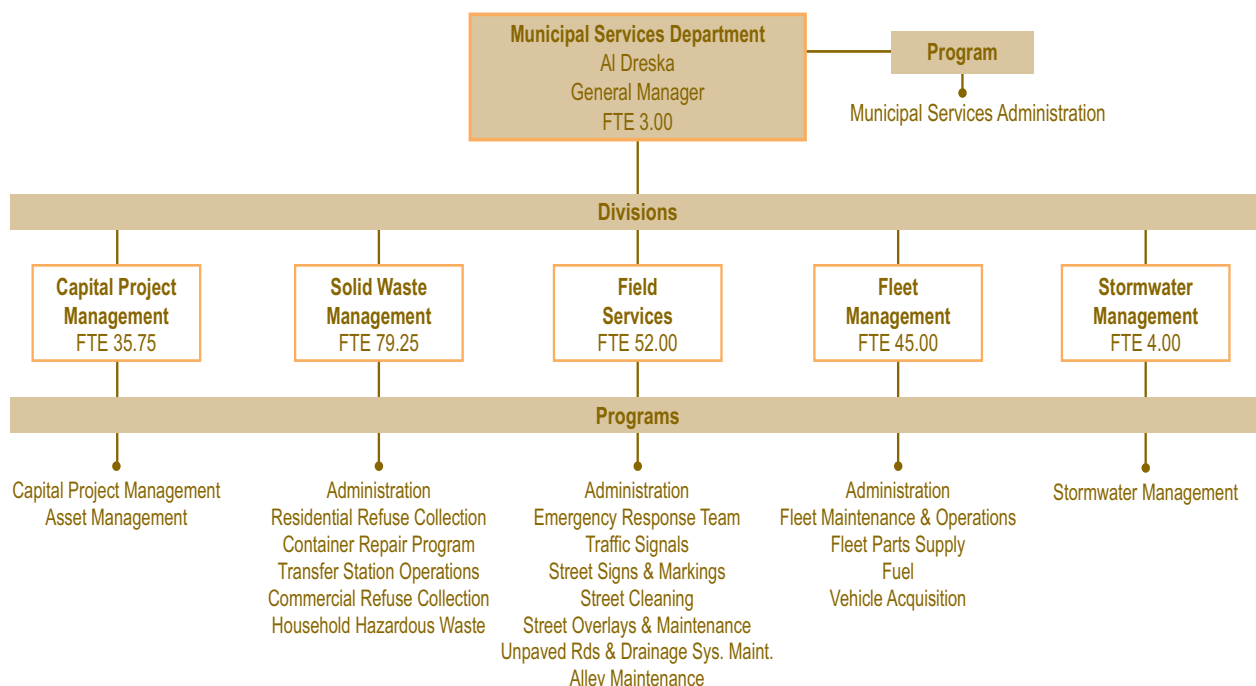 Municipal Services Department
Al Dreska
General Manager
FTE 3.00
Program
Municipal Services Administration
Divisions
Capital Project
Management
FTE 35.75
Solid Waste
Management
FTE 79.25
Field
Services
FTE 52.00
Fleet
Management
FTE 45.00
Stormwater
Management
FTE 4.00
Programs
Capital Project Management
Asset Management
Administration
Residential Refuse Collection
Container Repair Program
Transfer Station Operations
Commercial Refuse Collection
Household Hazardous Waste
Administration
Emergency Response Team
Traffic Signals
Street Signs & Markings
Street Cleaning
Street Overlays & Maintenance
Unpaved Rds & Drainage Sys. Maint.
Alley Maintenance
Administration
Fleet Maintenance & Operations
Fleet Parts Supply
Fuel
Vehicle Acquisition
Stormwater Management